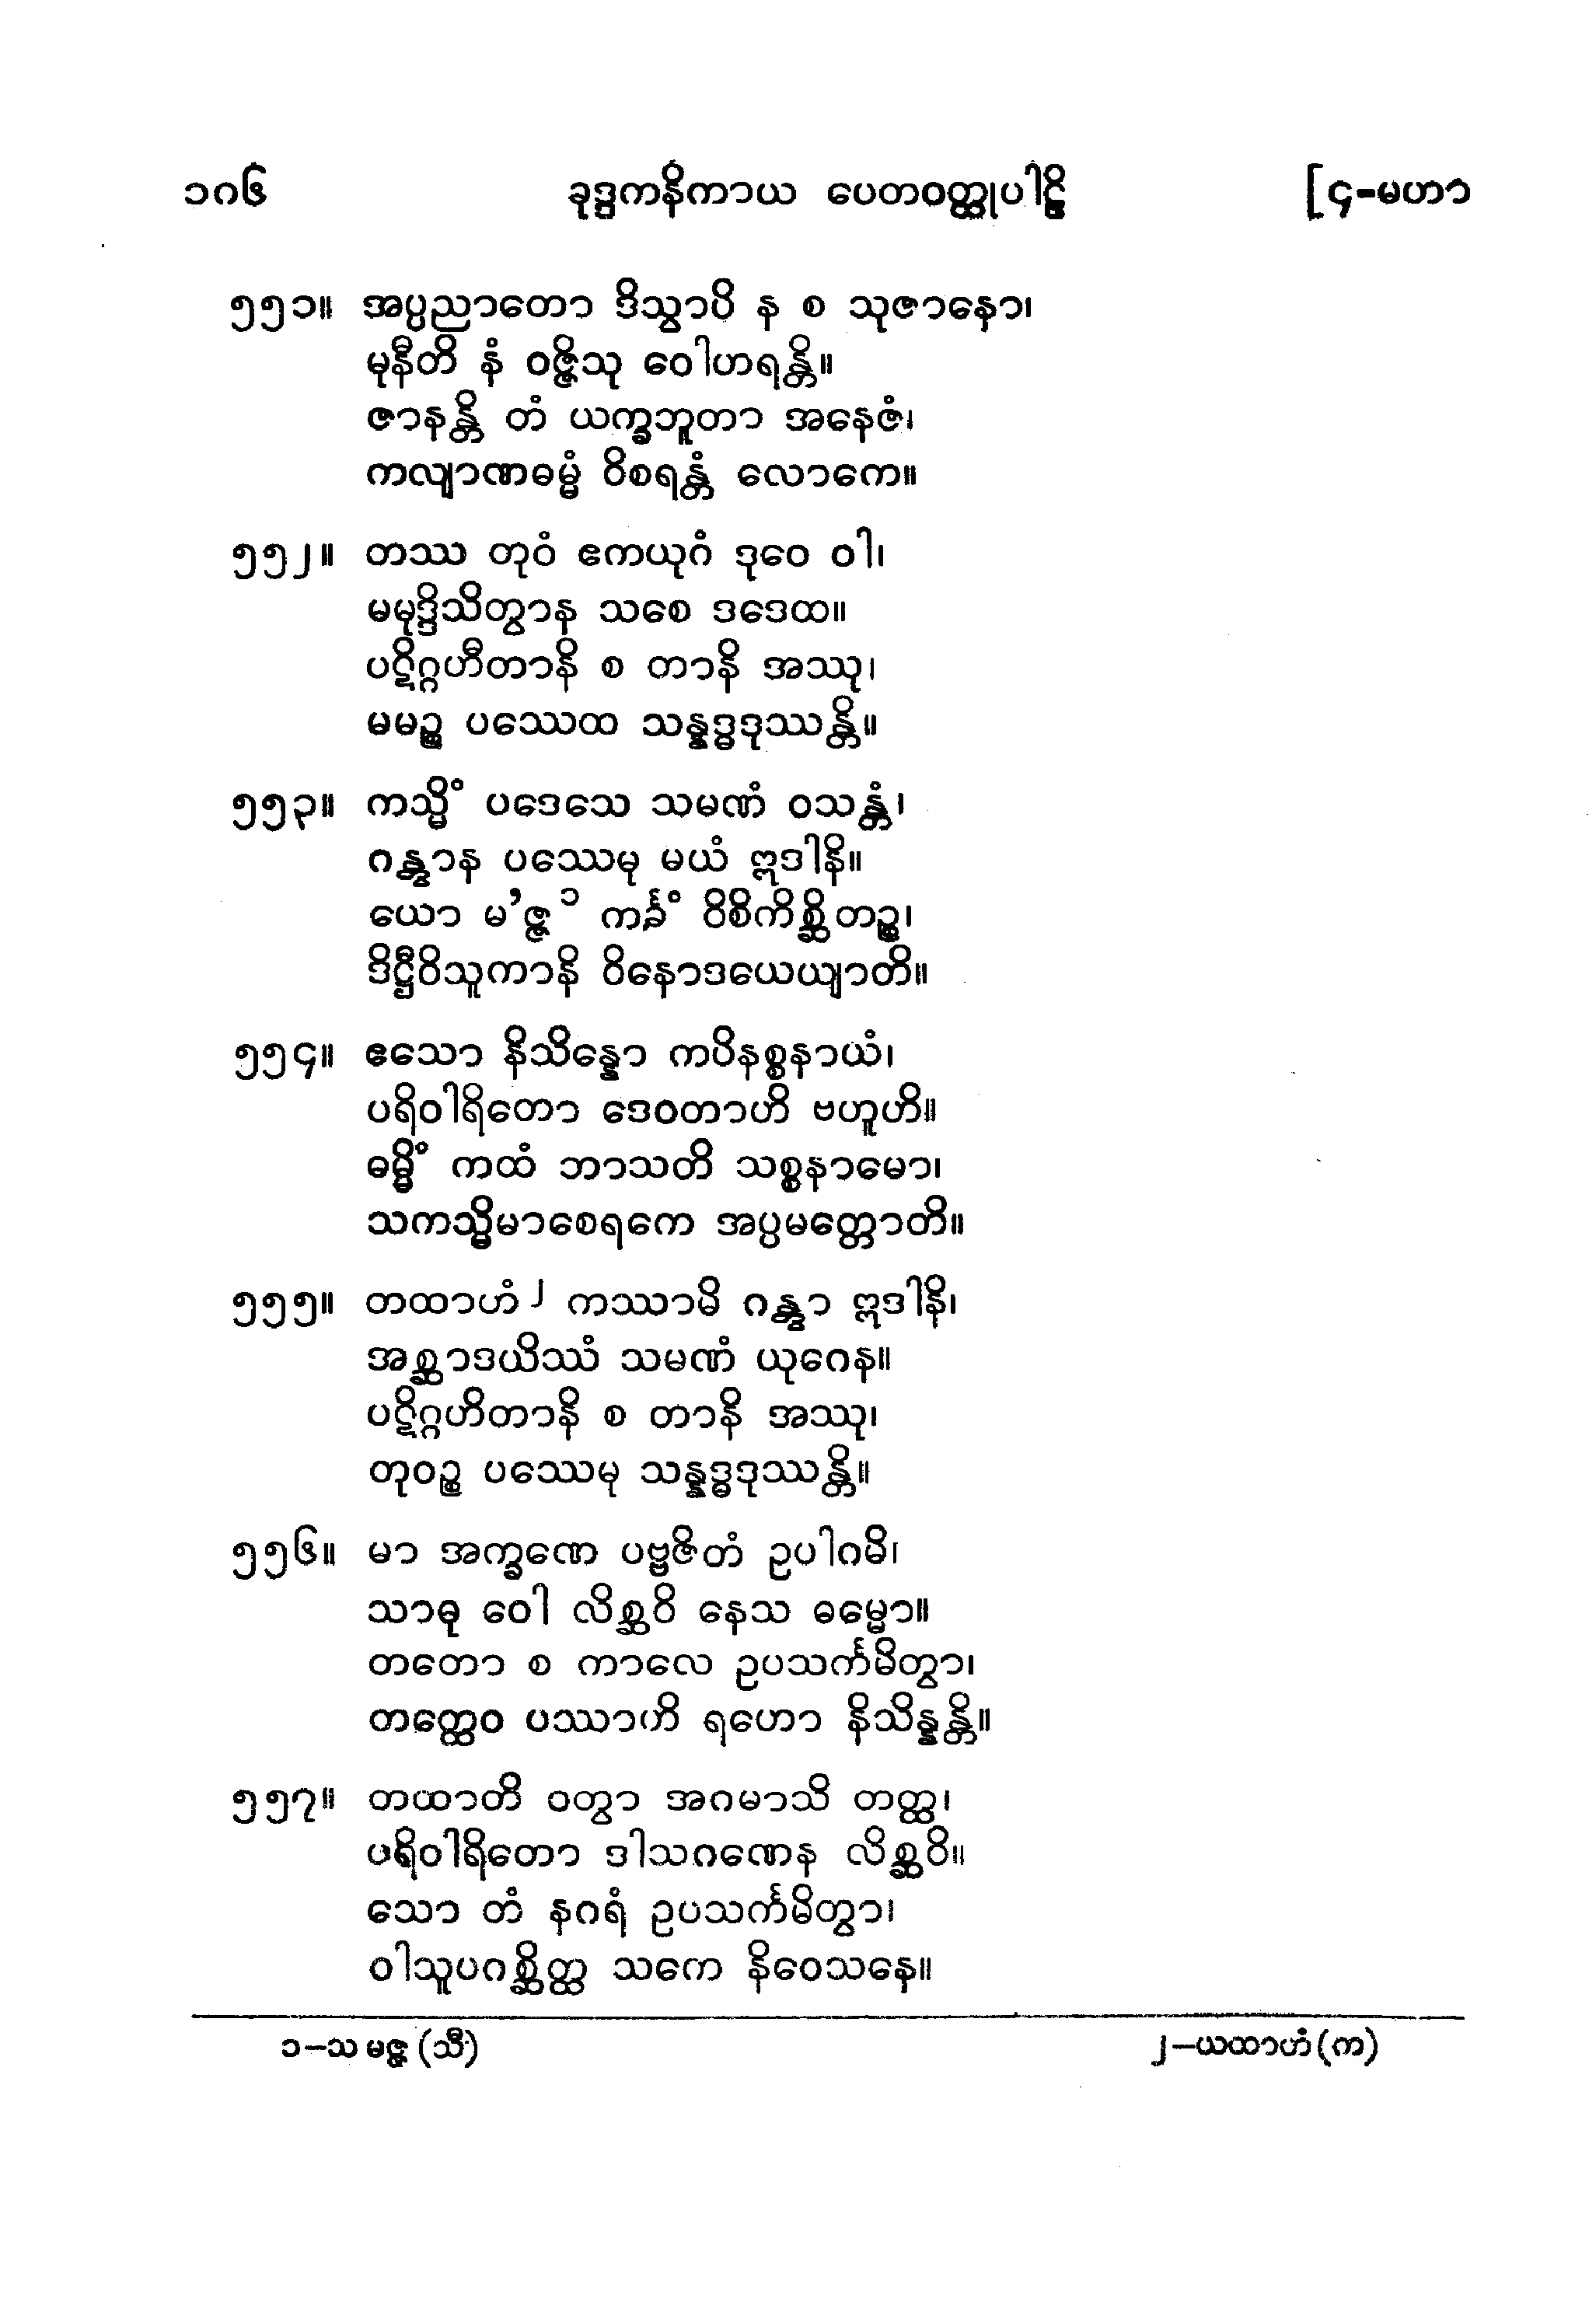 ၁၈၆ ခုဒ္ဒကနိကာယ ပေတဝတ္ထုပါဠိ [၄-မဟာ
၅၅၁။ အပ္ပညာတော ဒိသွာပိ န စ သုဇာနော၊
မုနီတိ နံ ဝဇ္ဇိသု ဝေါဟရန္တိ။
ဇာနန္တိ တံ ယက္ခဘူတာ အနေဇံ၊
ကလျာဏဓမ္မံ ဝိစရန္တံ လောကေ။
၅၅၂။ တဿ တုဝံ ဧကယုဂံ ဒုဝေ ဝါ၊
မမုဒ္ဒိသိတွာန သစေ ဒဒေထ။
ပဋိဂ္ဂဟီတာနိ စ တာနိ အဿု၊
မမဉ္စ ပဿေထ သန္နဒ္ဓဒုဿန္တိ။
၅၅၃။ ကသ္မိံ ပဒေသေ သမဏံ ဝသန္တံ၊
ဂန္တွာန ပဿေမု မယံ ဣဒါနိ။
ယော မ’ဇ္ဇ ၁ ကင်္ခံ ဝိစိကိစ္ဆိတဉ္စ၊
ဒိဋ္ဌီဝိသူကာနိ ဝိနောဒယေယျာတိ။
၅၅၄။ ဧသော နိသိန္နော ကပိနစ္စနာယံ၊
ပရိဝါရိတော ဒေဝတာဟိ ဗဟူဟိ။
ဓမ္မိံ ကထံ ဘာသတိ သစ္စနာမော၊
သကသ္မိမာစေရကေ အပ္ပမတ္တောတိ။
၅၅၅။ တထာဟံ ၂ ကဿာမိ ဂန္တွာ ဣဒါနိ၊
အစ္ဆာဒယိဿံ သမဏံ ယုဂေန။
ပဋိဂ္ဂဟိတာနိ စ တာနိ အဿု၊
တုဝဉ္စ ပဿေမု သန္နဒ္ဓဒုဿန္တိ။
၅၅၆။ မာ အက္ခဏေ ပဗ္ဗဇိတံ ဥပါဂမိ၊
သာဓု ဝေါ လိစ္ဆဝိ နေသ ဓမ္မော။
တတော စ ကာလေ ဥပသင်္ကမိတွာ၊
တတ္ထေဝ ပဿာဟိ ရဟော နိသိန္နန္တိ။
၅၅၇။ တထာတိ ဝတွာ အဂမာသိ တတ္ထ၊
ပရိဝါရိတော ဒါသဂဏေန လိစ္ဆဝိ။
သော တံ နဂရံ ဥပသင်္ကမိတွာ၊
ဝါသူပဂစ္ဆိတ္ထ သကေ နိဝေသနေ။
၁–သ မဇ္ဇ (သီ) ၂–ယထာဟံ (က)